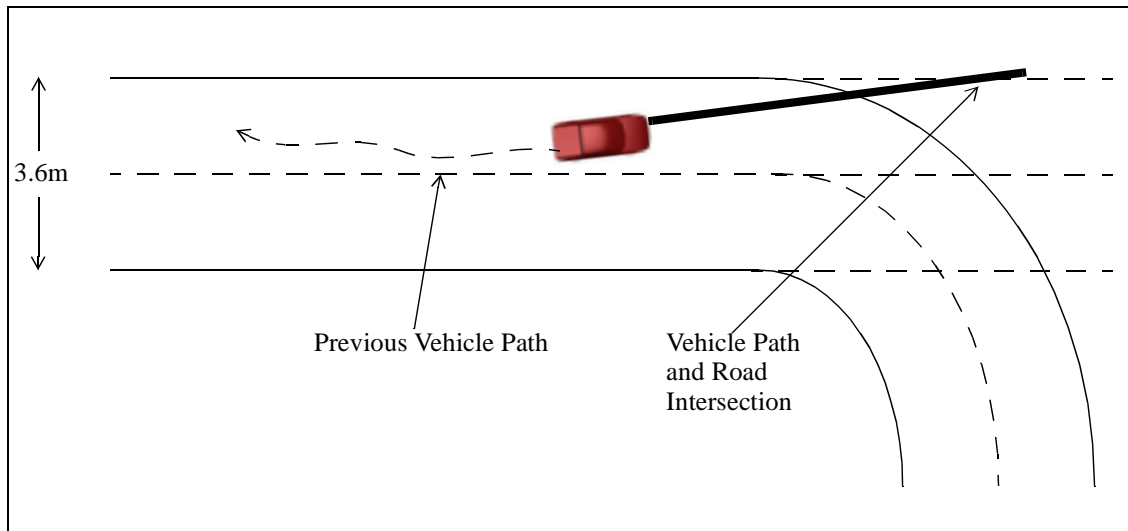 3.6m
Previous Vehicle Path
Vehicle Path
and Road
Intersection